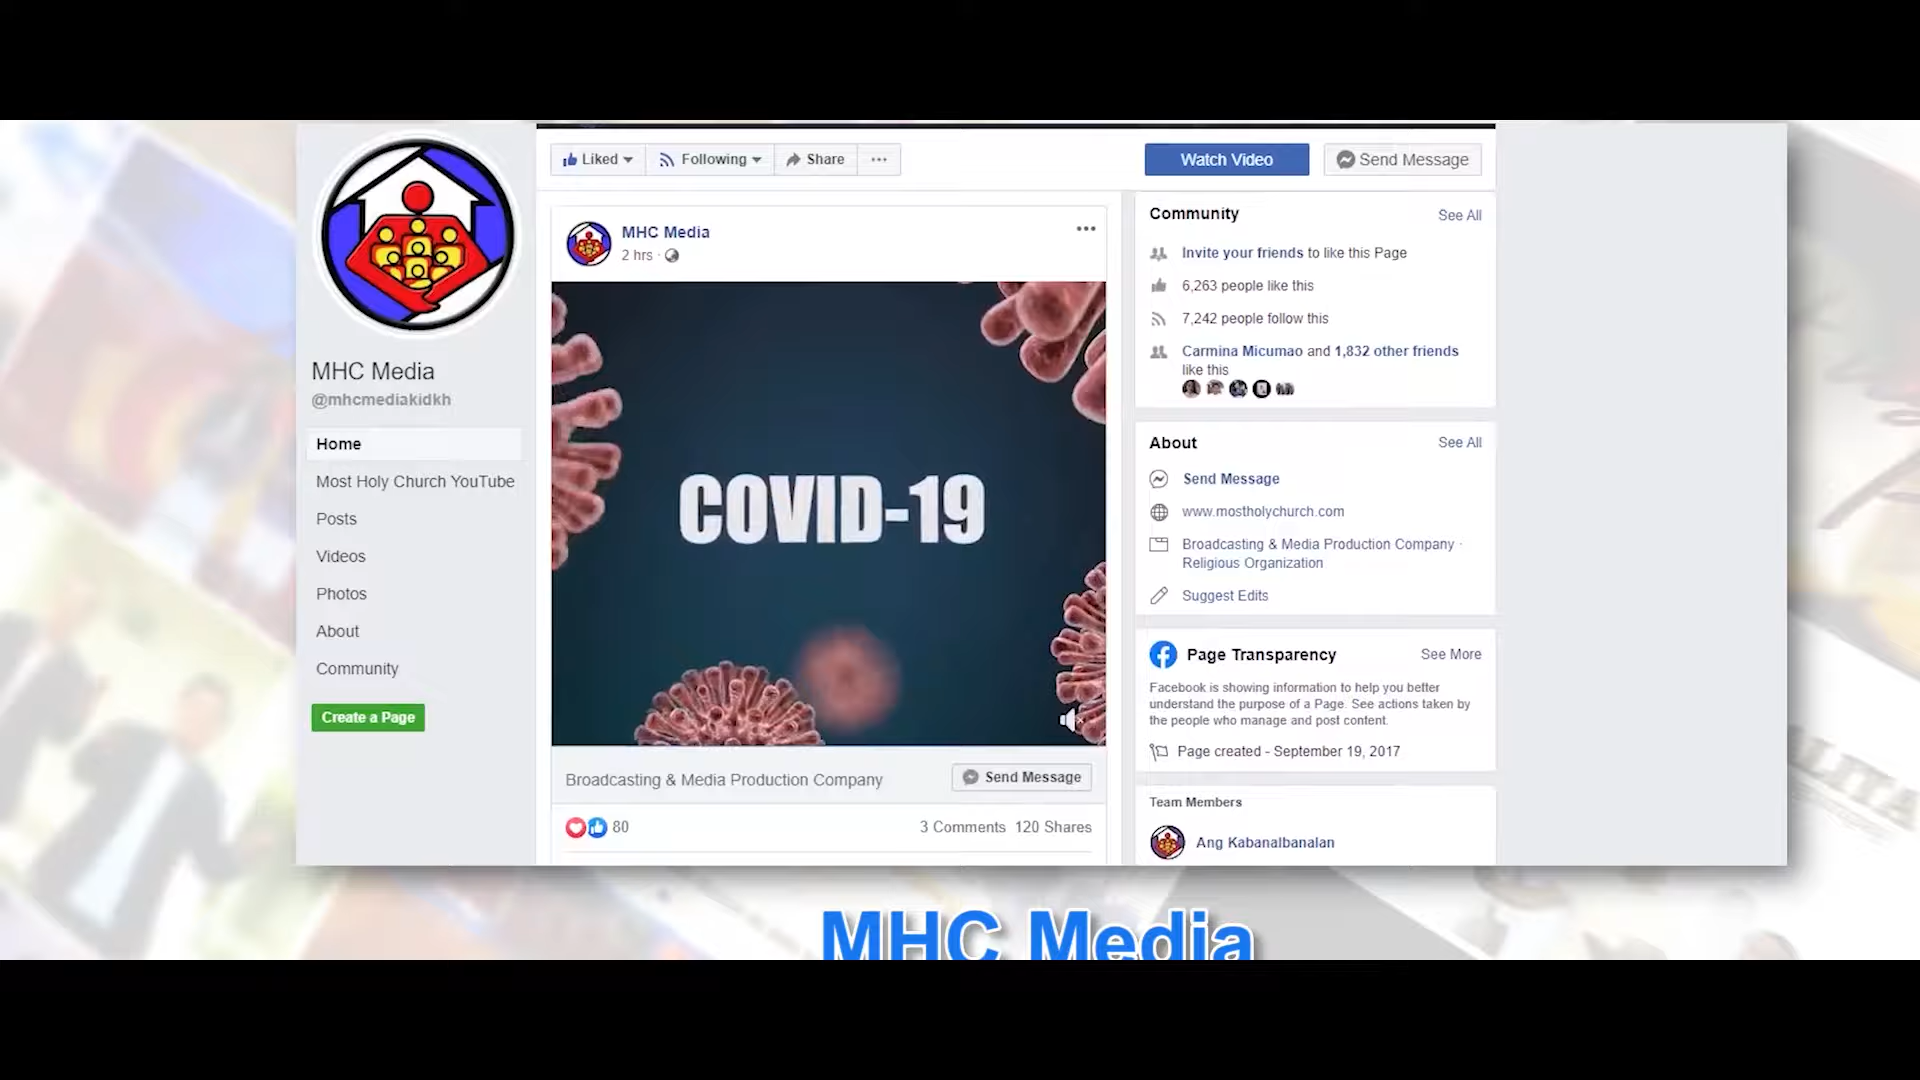 Liked
Following
Share
Watch Video
Send Message
MHC Media
@mhcmediakidkh
Home
Most Holy Church YouTube
Posts
Videos
Photos
About
Community
Create a Page
MHC Media
2 hrs ·
COVID-19
Broadcasting & Media Production Company
Send Message
80
3 Comments 120 Shares
Community
See All
Invite your friends to like this Page
6,263 people like this
7,242 people follow this
Carmina Micumao and 1,832 other friends
like this
About
See All
Send Message
www.mostholychurch.com
Broadcasting & Media Production Company ·
Religious Organization
Suggest Edits
Page Transparency
See More
Facebook is showing information to help you better
understand the purpose of a Page. See actions taken by
the people who manage and post content.
Page created - September 19, 2017
Team Members
Ang Kabanalbanalan
MHC Media